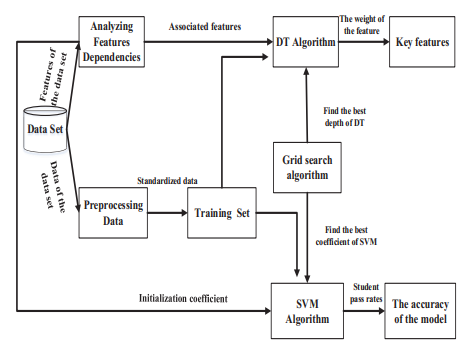 Analyzing
Features
Dependencies
Associated features
DT Algorithm
The weight of
the feature
Key features
Features of
the data set
Data Set
Data of the
data set
Find the best
depth of DT
Grid search
algorithm
Preprocessing
Data
Standardized data
Training Set
Find the best
coefficient of SVM
Initialization coefficient
SVM
Algorithm
Student
pass rates
The accuracy
of the model